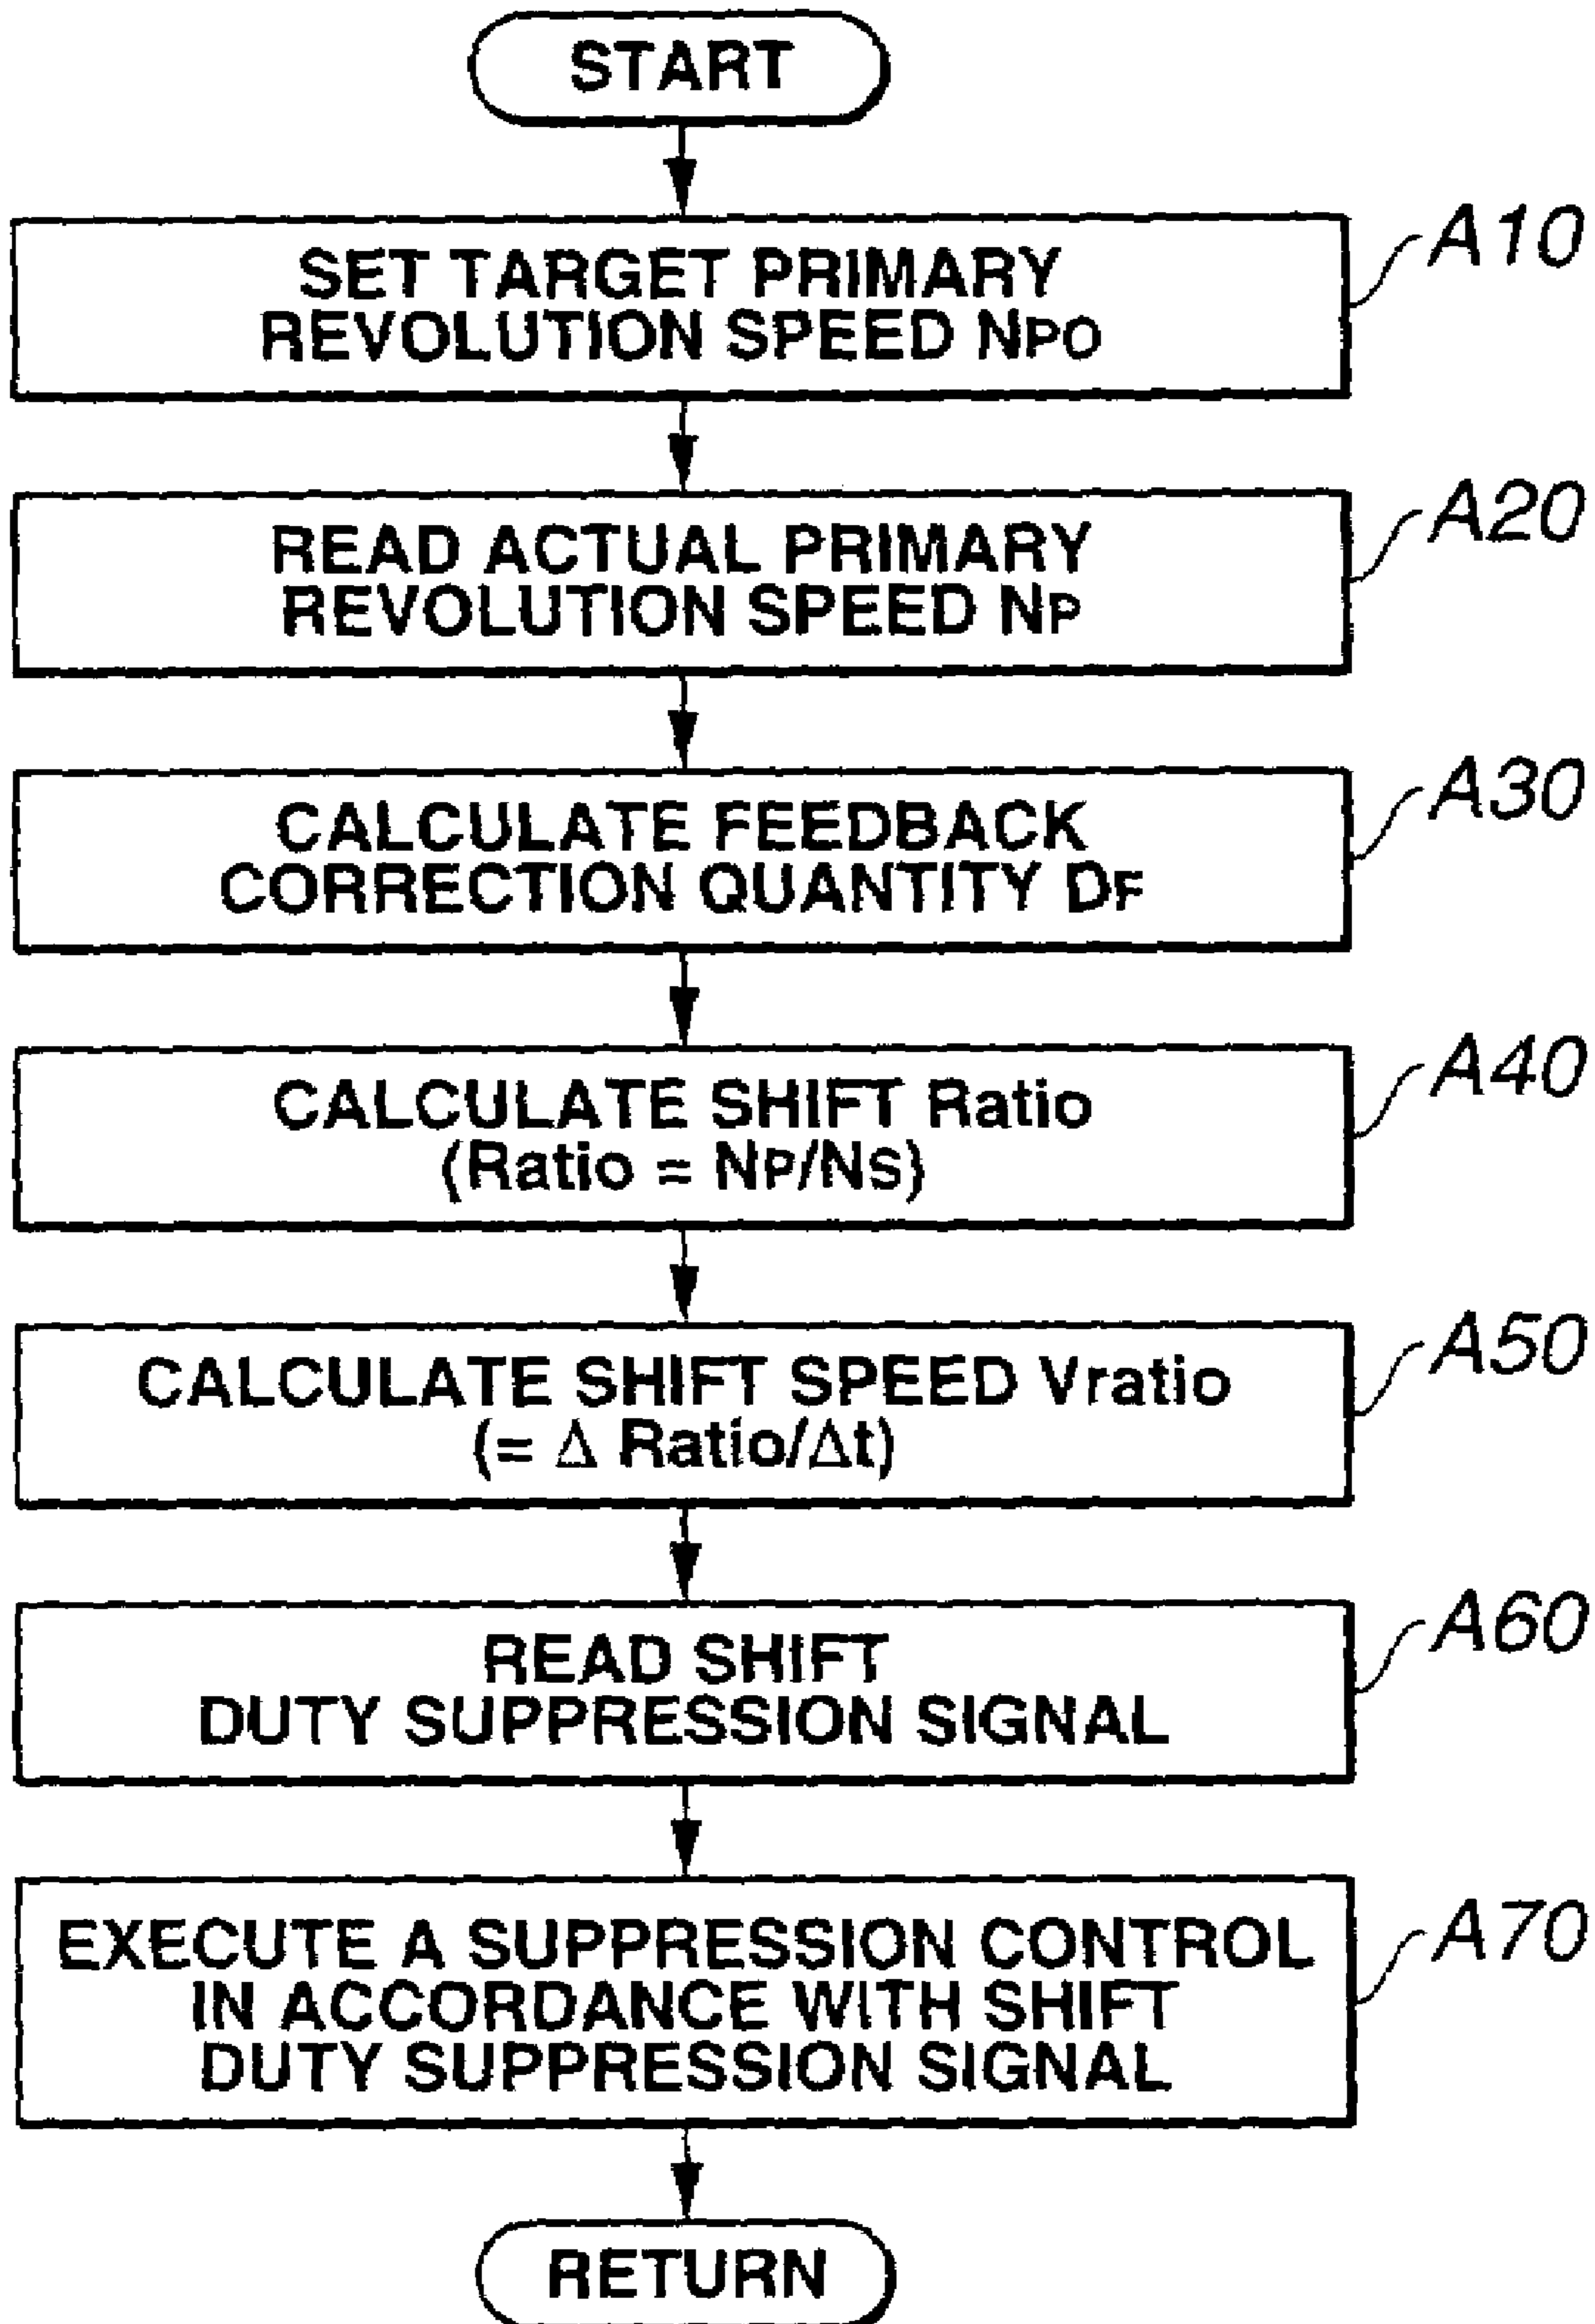 START
SET TARGET PRIMARY
REVOLUTION SPEED NPO
A10
READ ACTUAL PRIMARY
REVOLUTION SPEED NP
A20
CALCULATE FEEDBACK
CORRECTION QUANTITY DF
A30
CALCULATE SHIFT Ratio
(Ratio = NP/NS)
A40
CALCULATE SHIFT SPEED Vratio
(= Δ Ratio/Δt)
A50
READ SHIFT
DUTY SUPPRESSION SIGNAL
A60
EXECUTE A SUPPRESSION CONTROL
IN ACCORDANCE WITH SHIFT
DUTY SUPPRESSION SIGNAL
A70
RETURN